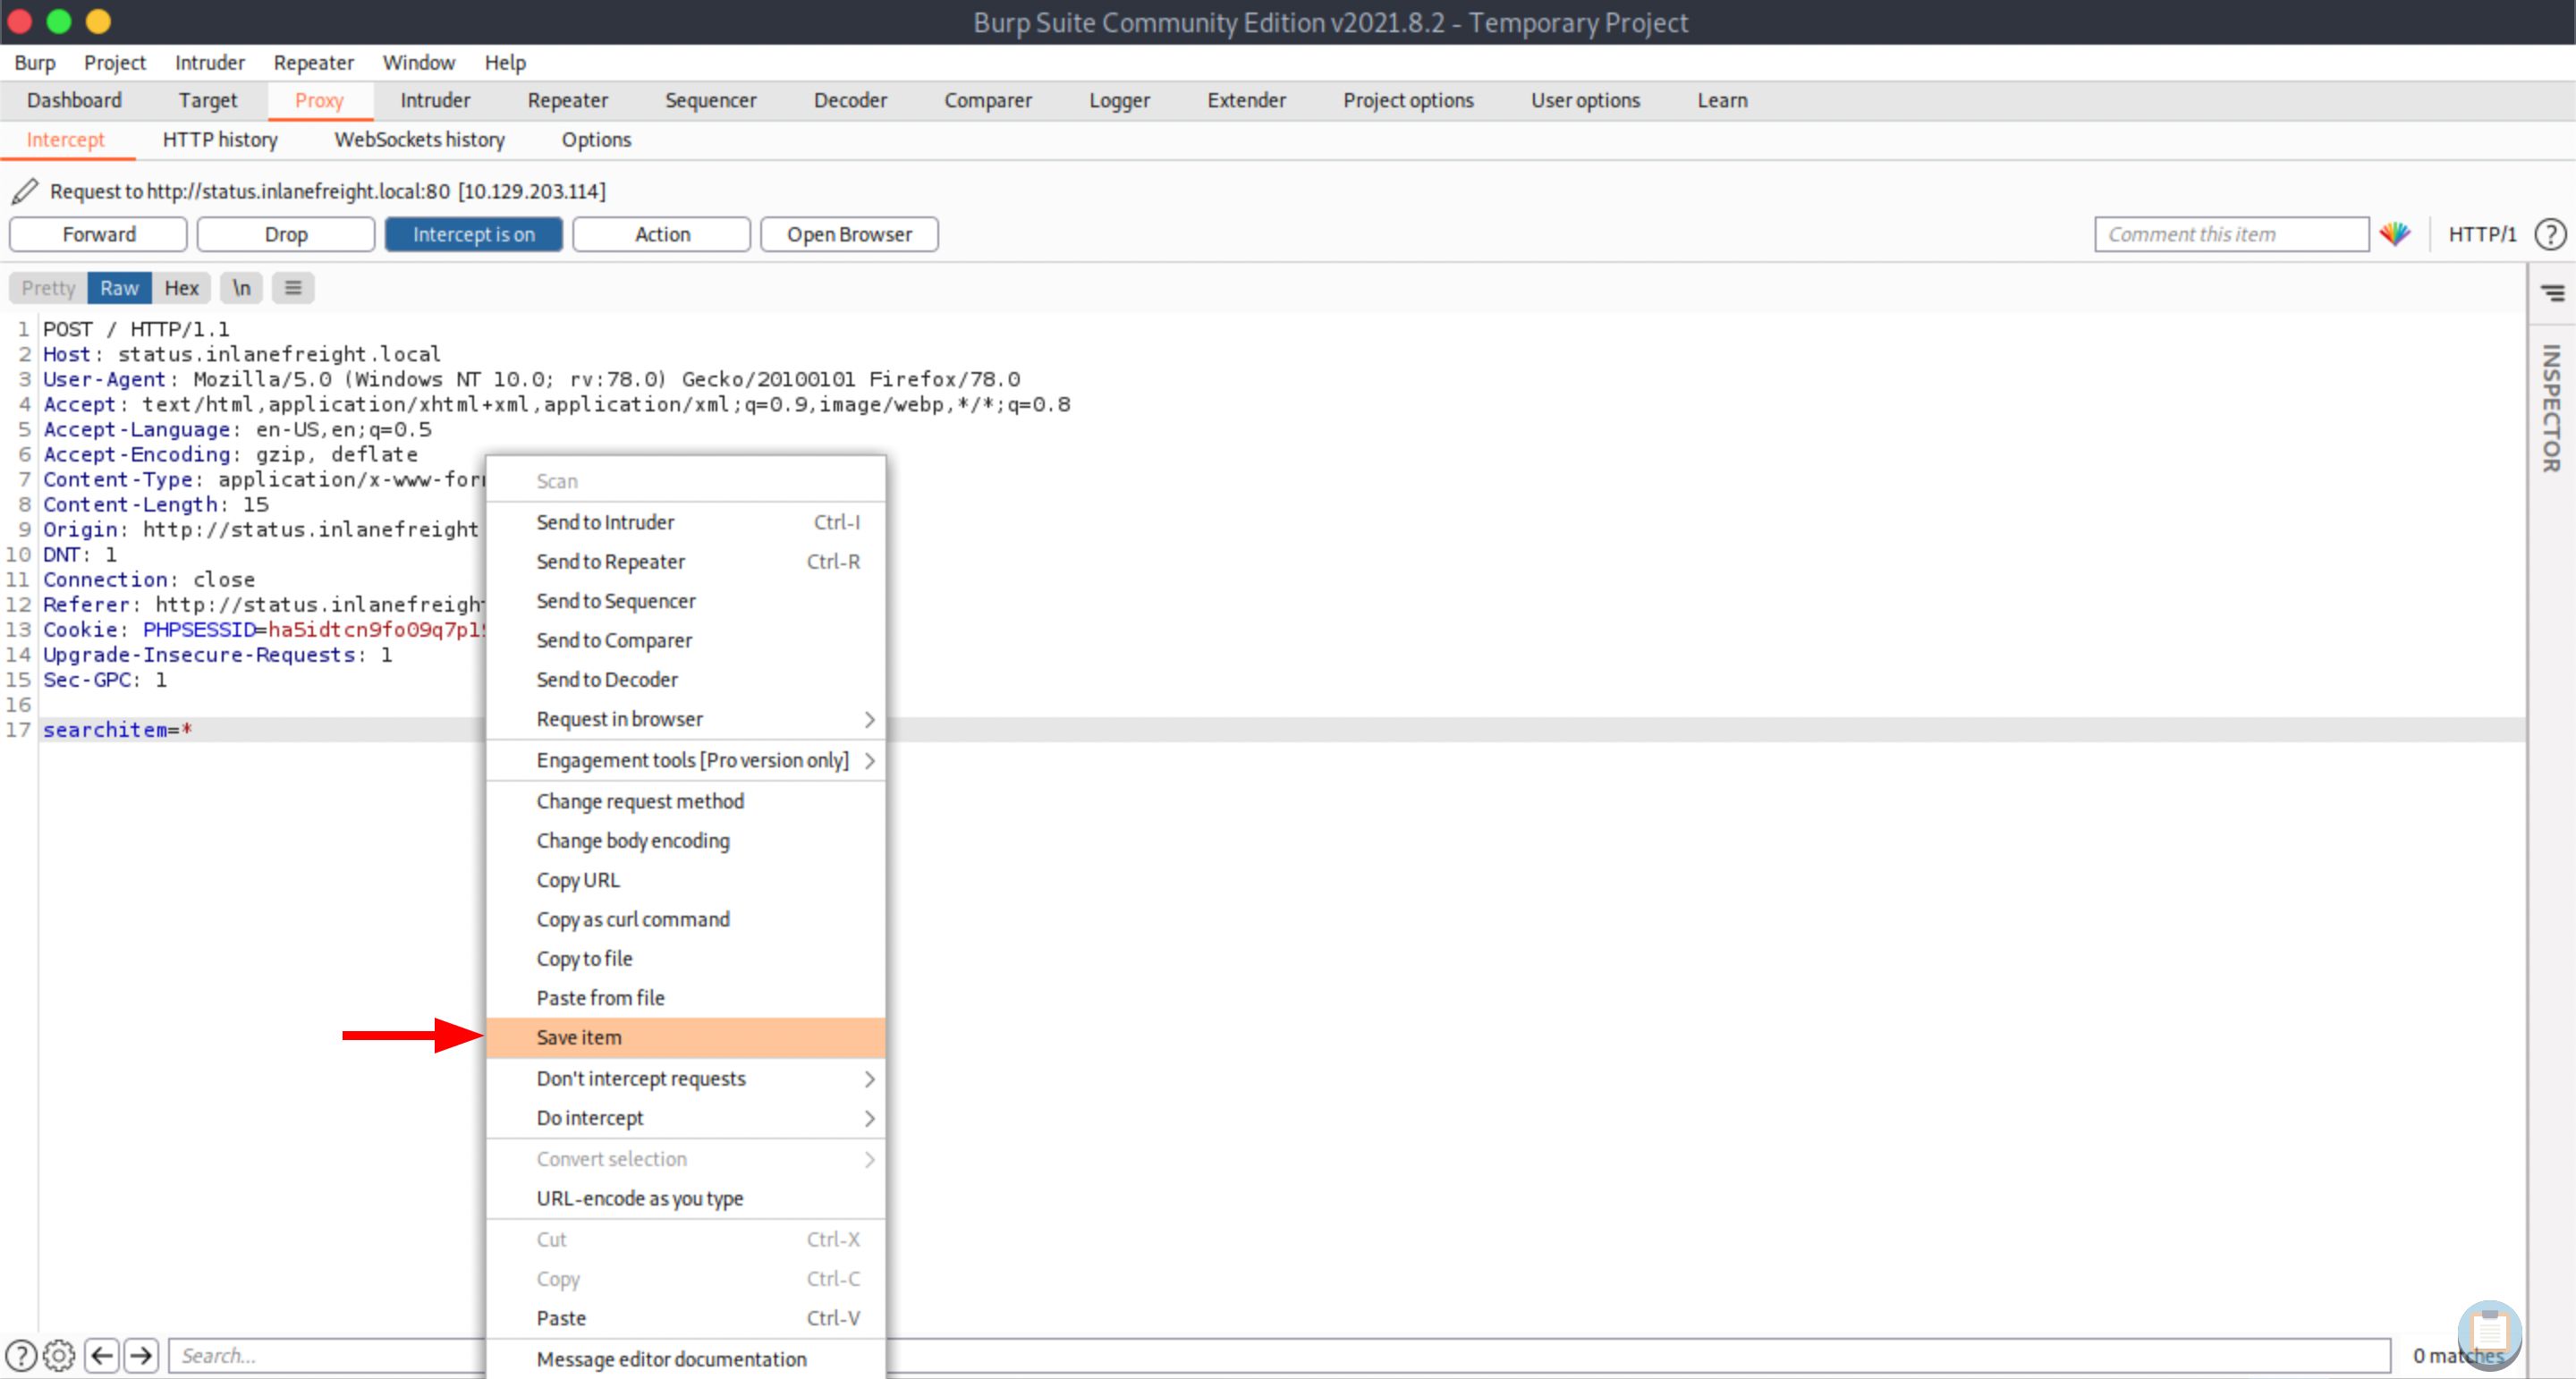 Burp Suite Community Edition v2021.8.2 - Temporary Project
Burp Project Intruder Repeater Window Help
Dashboard Target Proxy Intruder Repeater Sequencer Decoder Comparer Logger Extender Project options User options Learn
Intercept HTTP history WebSockets history Options
Request to http://status.inlanefreight.local:80 [10.129.203.114]
Forward Drop Intercept is on Action Open Browser Comment this item HTTP/1 ?
Pretty Raw Hex \n
INSPECTOR
1 POST / HTTP/1.1
2 Host: status.inlanefreight.local
3 User-Agent: Mozilla/5.0 (Windows NT 10.0; rv:78.0) Gecko/20100101 Firefox/78.0
4 Accept: text/html,application/xhtml+xml,application/xml;q=0.9,image/webp,*/*;q=0.8
5 Accept-Language: en-US,en;q=0.5
6 Accept-Encoding: gzip, deflate
7 Content-Type: application/x-www-for
8 Content-Length: 15
9 Origin: http://status.inlanefreight
10 DNT: 1
11 Connection: close
12 Referer: http://status.inlanefreigh
13 Cookie: PHPSESSID=ha5idtcn9fo09q7p1
14 Upgrade-Insecure-Requests: 1
15 Sec-GPC: 1
16
17 searchitem=*
Scan
Send to Intruder Ctrl-I
Send to Repeater Ctrl-R
Send to Sequencer
Send to Comparer
Send to Decoder
Request in browser
Engagement tools [Pro version only]
Change request method
Change body encoding
Copy URL
Copy as curl command
Copy to file
Paste from file
Save item
Don't intercept requests
Do intercept
Convert selection
URL-encode as you type
Cut Ctrl-X
Copy Ctrl-C
Paste Ctrl-V
Message editor documentation
? Search... 0 matches